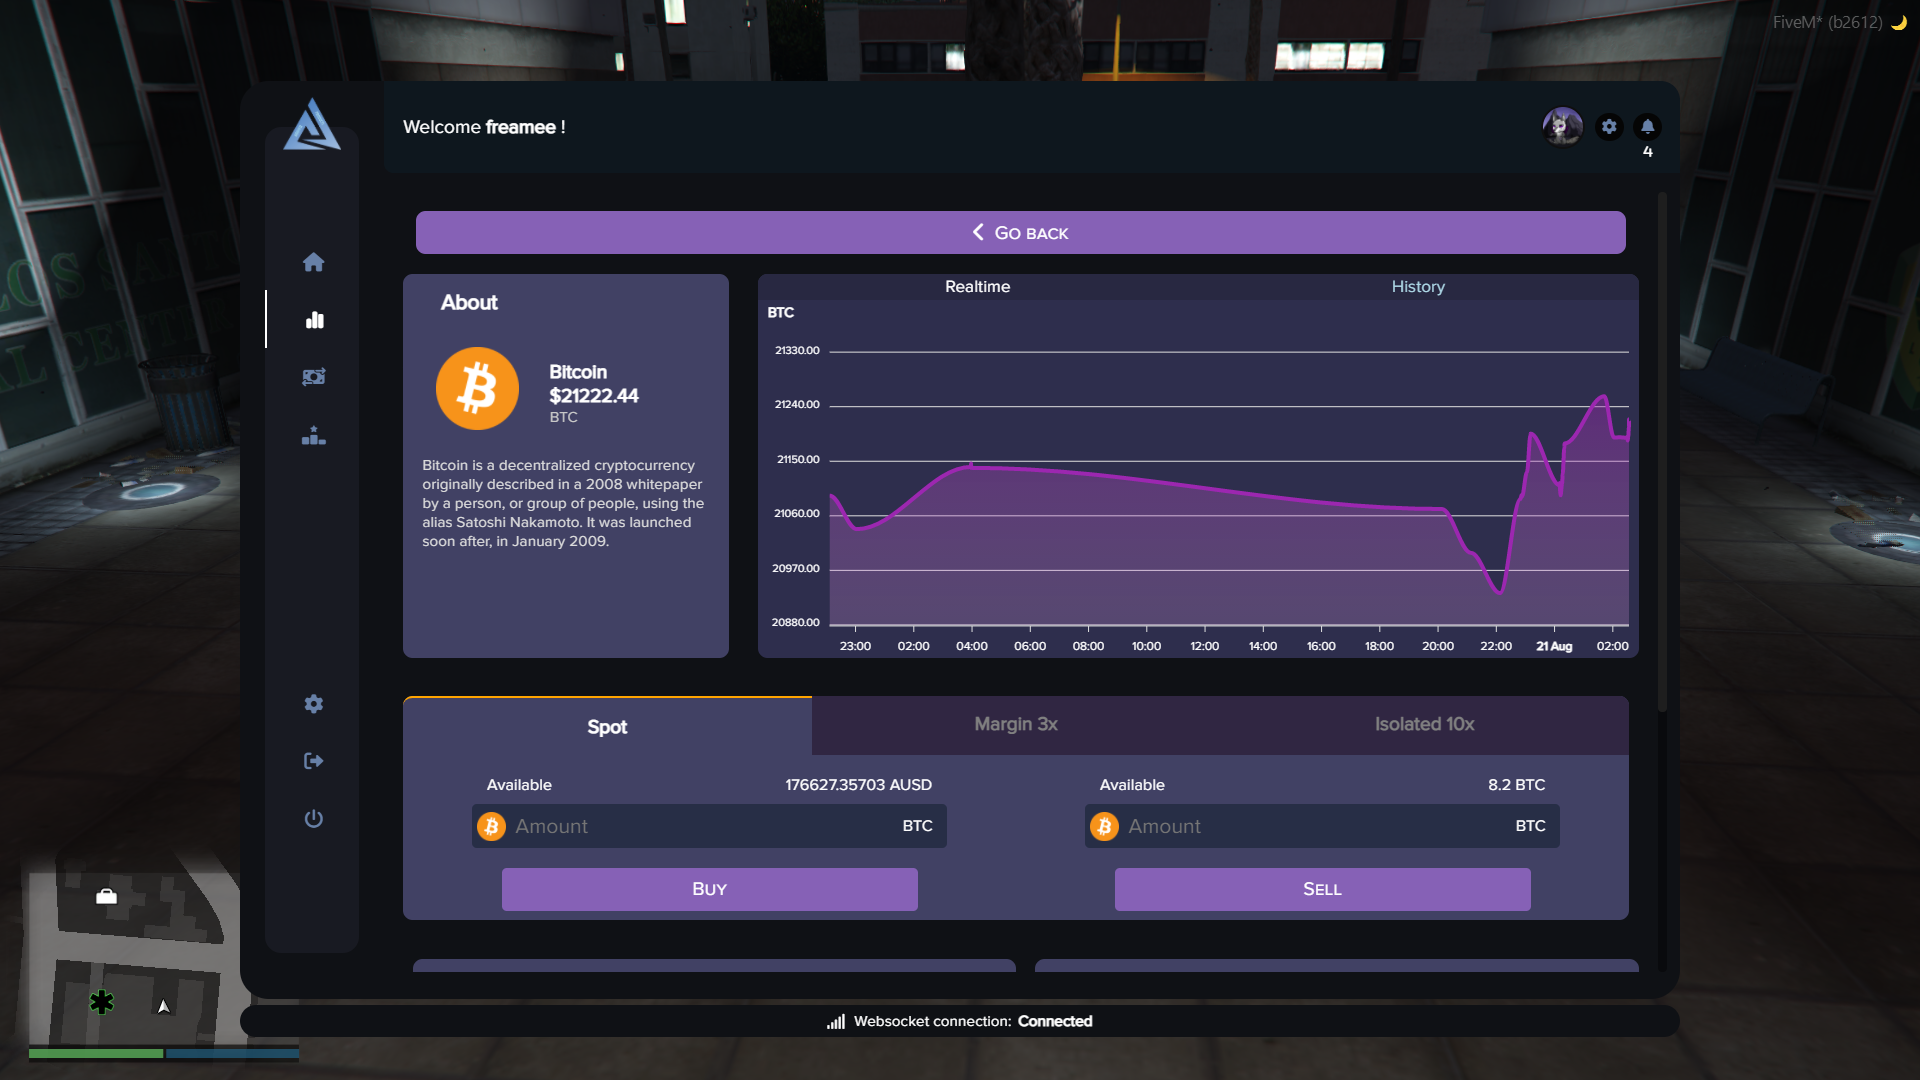 FiveM* (b2612) 🌙
Welcome freamee !
4
GO BACK
About
Bitcoin
$21222.44
BTC
Bitcoin is a decentralized cryptocurrency
originally described in a 2008 whitepaper
by a person, or group of people, using the
alias Satoshi Nakamoto. It was launched
soon after, in January 2009.
Realtime History
BTC
21330.00
21240.00
21150.00
21060.00
20970.00
20880.00
23:00 02:00 04:00 06:00 08:00 10:00 12:00 14:00 16:00 18:00 20:00 22:00 21 Aug 02:00
Spot Margin 3x Isolated 10x
Available 176627.35703 AUSD
Amount BTC
BUY
Available 8.2 BTC
Amount BTC
SELL
Websocket connection: Connected